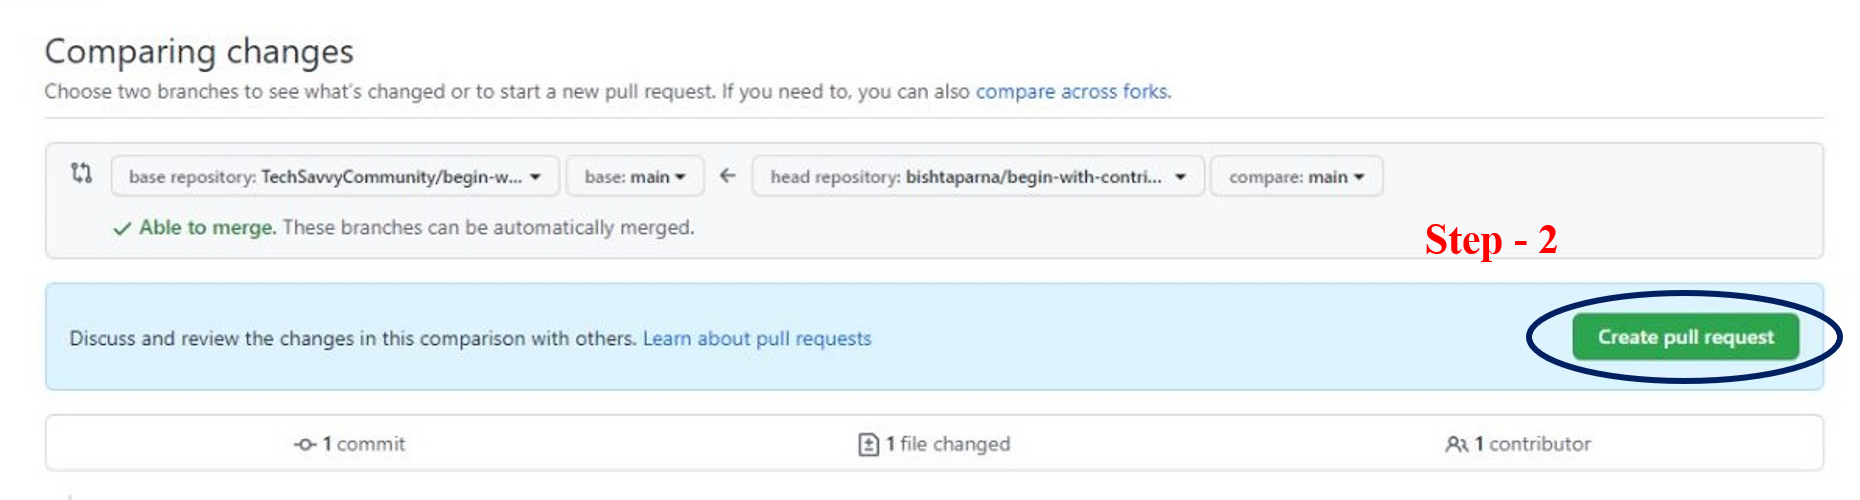 Comparing changes
Choose two branches to see what's changed or to start a new pull request. If you need to, you can also compare across forks.
base repository: TechSavvyCommunity/begin-w... base: main head repository: bishtaparna/begin-with-contri... compare: main
Able to merge. These branches can be automatically merged.
Step - 2
Discuss and review the changes in this comparison with others. Learn about pull requests
Create pull request
1 commit
1 file changed
1 contributor